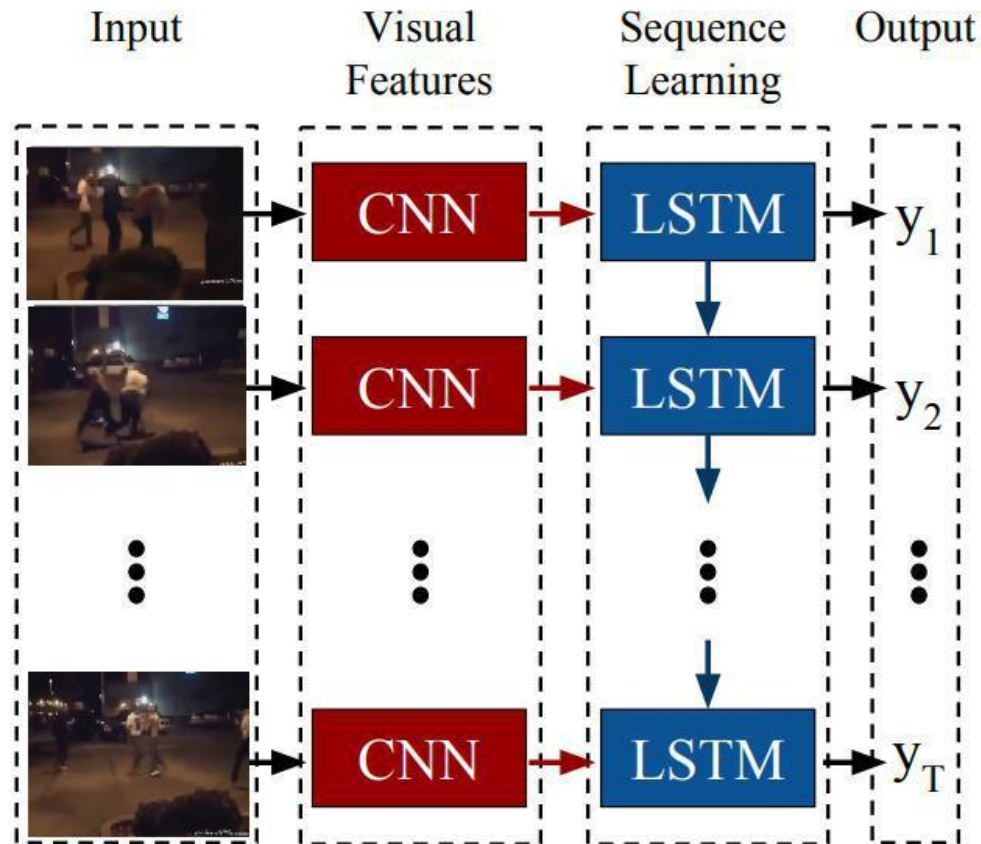 Input
Visual
Features
Sequence
Learning
Output
CNN
LSTM
y1
CNN
LSTM
y2
CNN
LSTM
yT